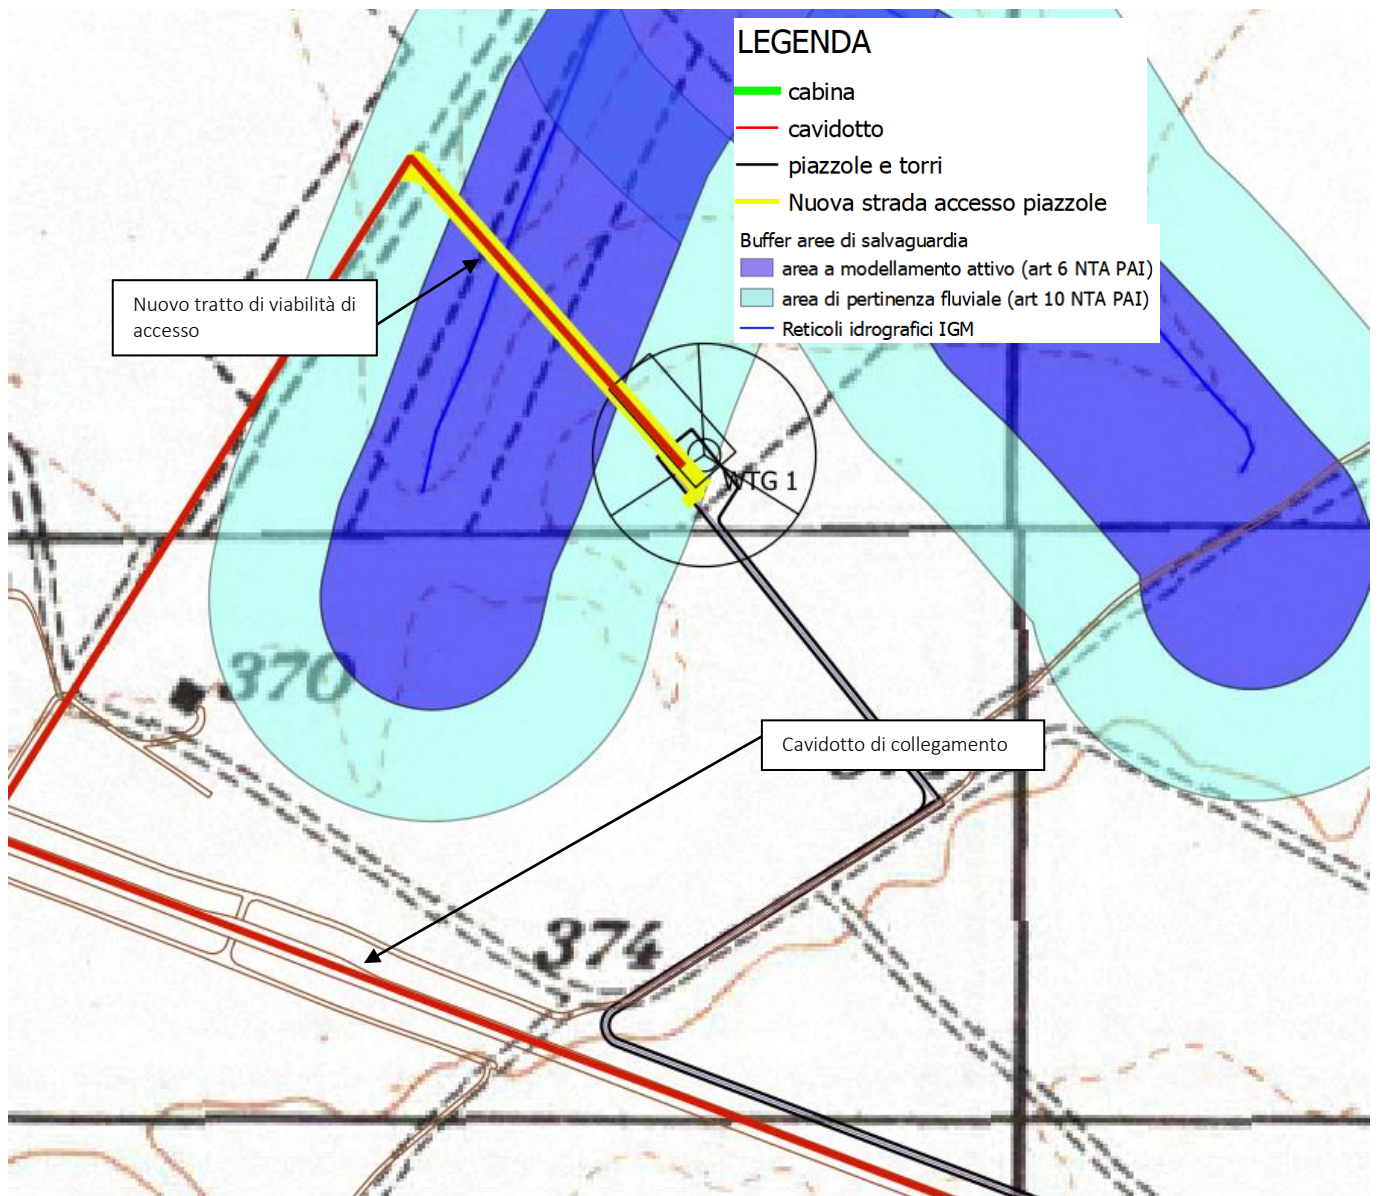 LEGENDA
cabina
cavidotto
piazzole e torri
Nuova strada accesso piazzole
Buffer aree di salvaguardia
area a modellamento attivo (art 6 NTA PAI)
area di pertinenza fluviale (art 10 NTA PAI)
Reticoli idrografici IGM
Nuovo tratto di viabilità di
accesso
WTG 1
370
Cavidotto di collegamento
374